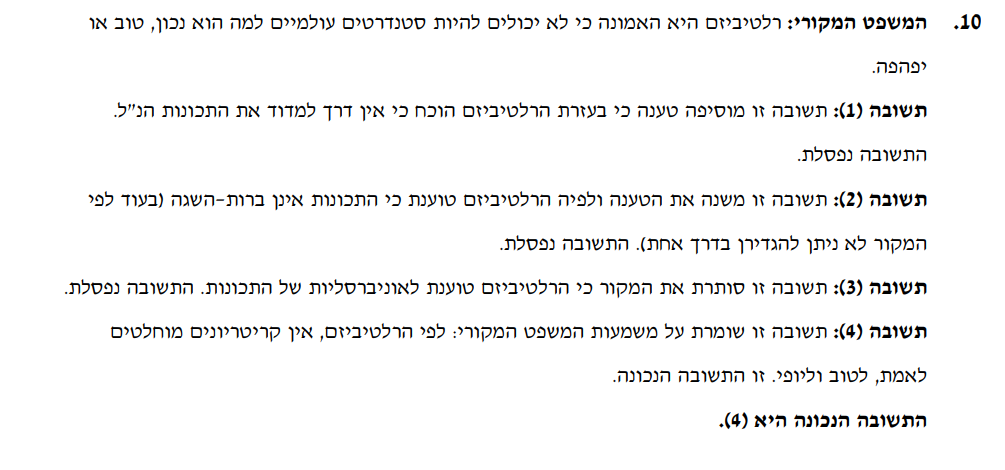 10. המשפט המקורי: רלטיביזם היא האמונה כי לא יכולים להיות סטנדרטים עולמיים למה הוא נכון, טוב או
יפהפה.
תשובה (1): תשובה זו מוסיפה טענה כי בעזרת הרלטיביזם הוכח כי אין דרך למדוד את התכונות הנ"ל.
התשובה נפסלת.
תשובה (2): תשובה זו משנה את הטענה ולפיה הרלטיביזם טוענת כי התכונות אינן ברות-השגה (בעוד לפי
המקור לא ניתן להגדירן בדרך אחת). התשובה נפסלת.
תשובה (3): תשובה זו סותרת את המקור כי הרלטיביזם טוענת לאוניברסליות של התכונות. התשובה נפסלת.
תשובה (4): תשובה זו שומרת על משמעות המשפט המקורי: לפי הרלטיביזם, אין קריטריונים מוחלטים
לאמת, לטוב וליופי. זו התשובה הנכונה.
התשובה הנכונה היא (4).